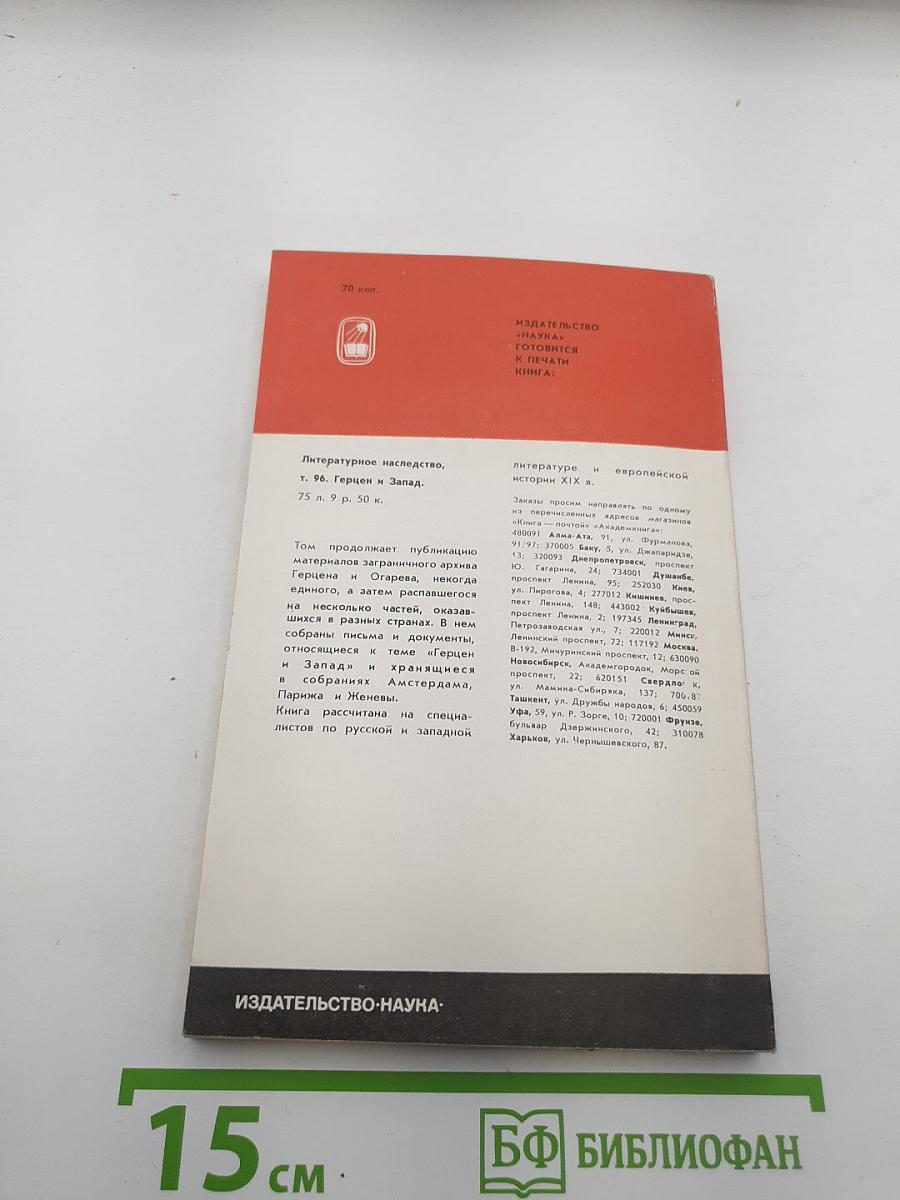 70 коп.
ИЗДАТЕЛЬСТВО
«НАУКА»
ГОТОВИТСЯ
К ПЕЧАТИ
КНИГА:
Литературное наследство,
т. 96. Герцен и Запад.
75 л. 9 р. 50 к.
Том продолжает публикацию
материалов заграничного архива
Герцена и Огарева, некогда
единого, а затем распавшегося
на несколько частей, оказав-
шихся в разных странах. В нем
собраны письма и документы,
относящиеся к теме «Герцен
и Запад» и хранящиеся
в собраниях Амстердама,
Парижа и Женевы.
Книга рассчитана на специа-
листов по русской и западной
литературе и европейской
истории XIX в.
Заказы просим направлять по одному
из перечисленных адресов магазинов
«Книга — почтой» «Академкнига»:
480091 Алма-Ата, 91, ул. Фурманова,
91/97; 370005 Баку, 5, ул. Джапаридзе,
13; 320093 Днепропетровск, проспект
Ю. Гагарина, 24; 734001 Душанбе,
проспект Ленина, 95; 252030 Киев,
ул. Пирогова, 4; 277012 Кишинев, прос-
пект Ленина, 148; 443002 Куйбышев,
проспект Ленина, 2; 197345 Ленинград,
Петрозаводская ул., 7; 220012 Минск,
Ленинский проспект, 72; 117192 Москва,
В-192, Мичуринский проспект, 12; 630090
Новосибирск, Академгородок, Морс ой
проспект, 22; 620151 Свердло к,
ул. Мамина-Сибиряка, 137; 700187
Ташкент, ул. Дружбы народов, 6; 450059
Уфа, 59, ул. Р. Зорге, 10; 720001 Фрунзе,
бульвар Дзержинского, 42; 310078
Харьков, ул. Чернышевского, 87.
ИЗДАТЕЛЬСТВО·НАУКА·
15 см
БФ БИБЛИОФАН